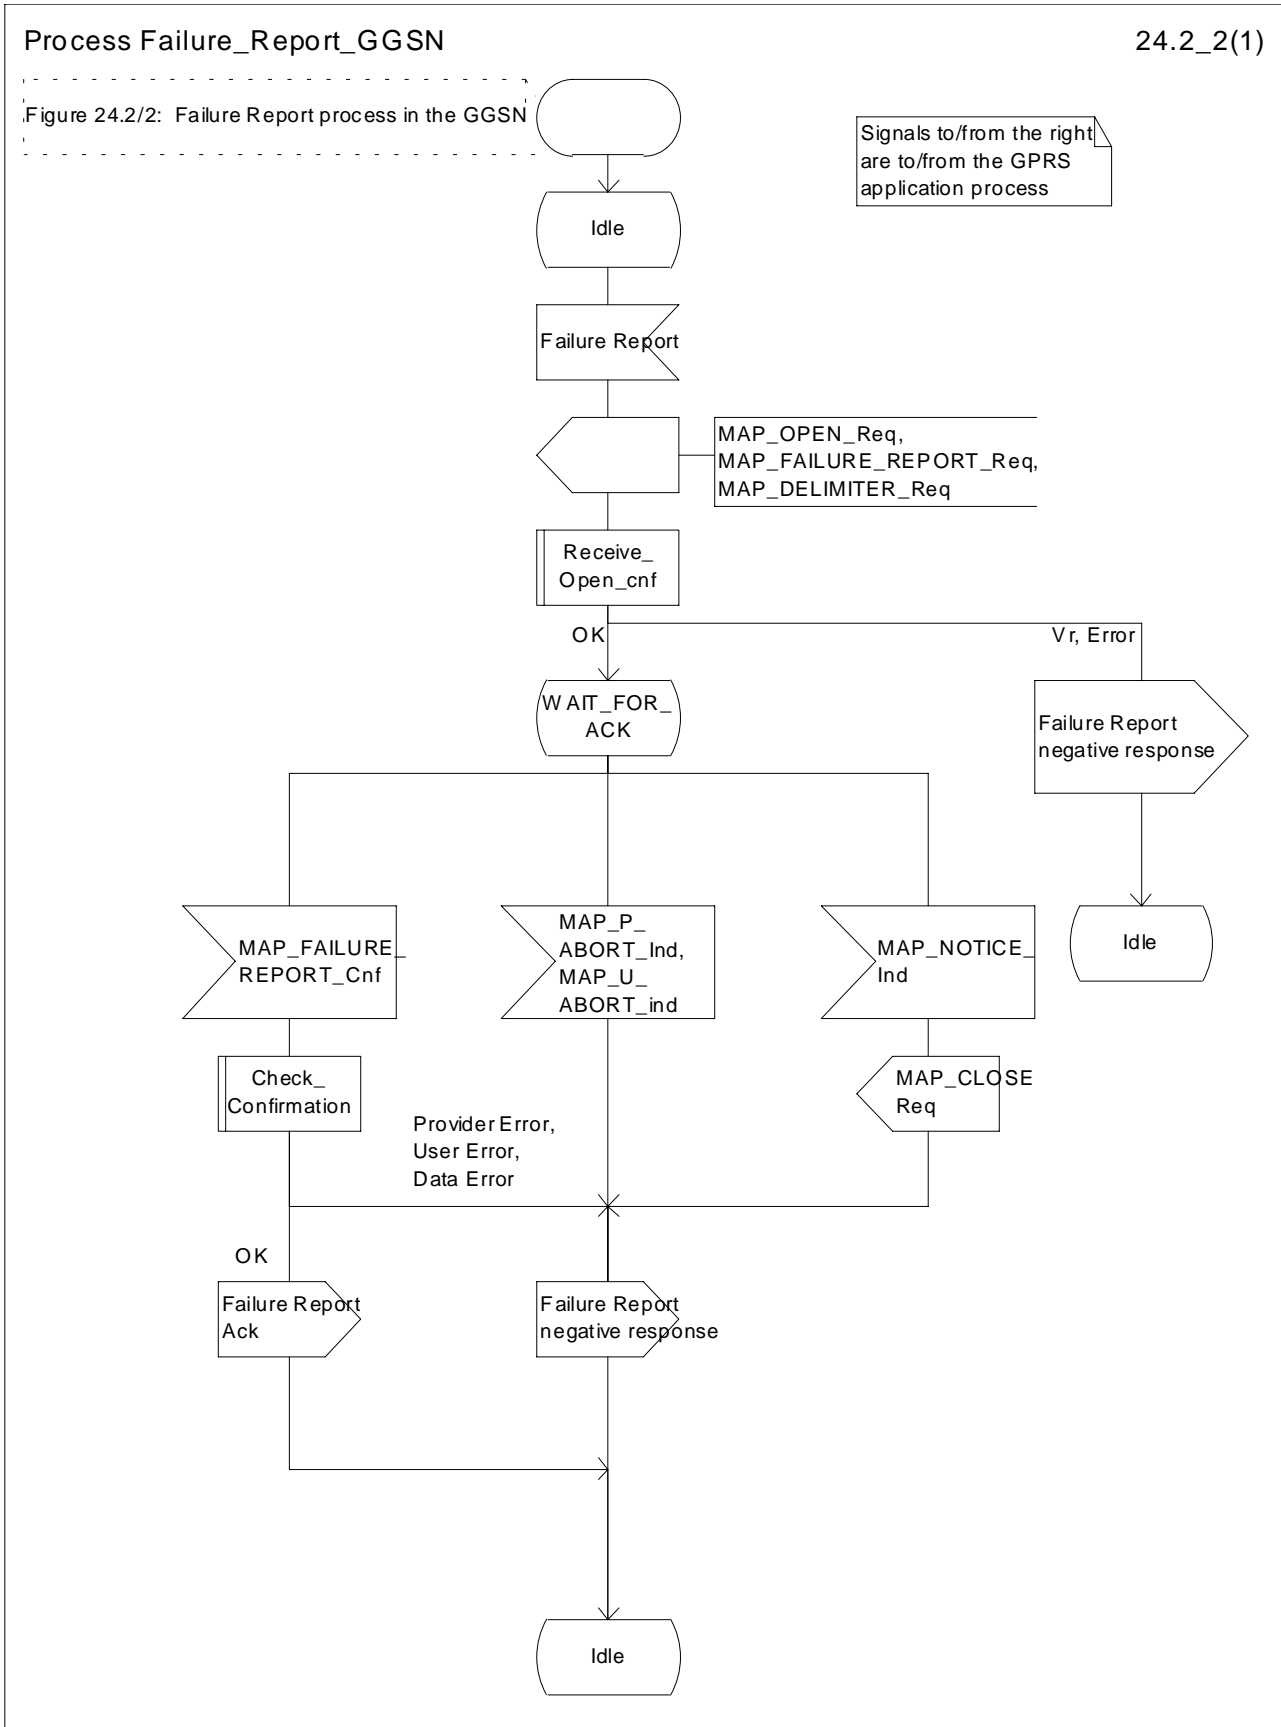 Process Failure_Report_GGSN
24.2_2(1)
Figure 24.2/2: Failure Report process in the GGSN
Signals to/from the right
are to/from the GPRS
application process
Idle
Failure Report
MAP_OPEN_Req,
MAP_FAILURE_REPORT_Req,
MAP_DELIMITER_Req
Receive_
Open_cnf
OK
Vr, Error
WAIT_FOR_
ACK
Failure Report
negative response
MAP_FAILURE_
REPORT_Cnf
MAP_P_
ABORT_Ind,
MAP_U_
ABORT_ind
MAP_NOTICE_
Ind
Idle
Check_
Confirmation
MAP_CLOSE
Req
Provider Error,
User Error,
Data Error
OK
Failure Report
Ack
Failure Report
negative response
Idle